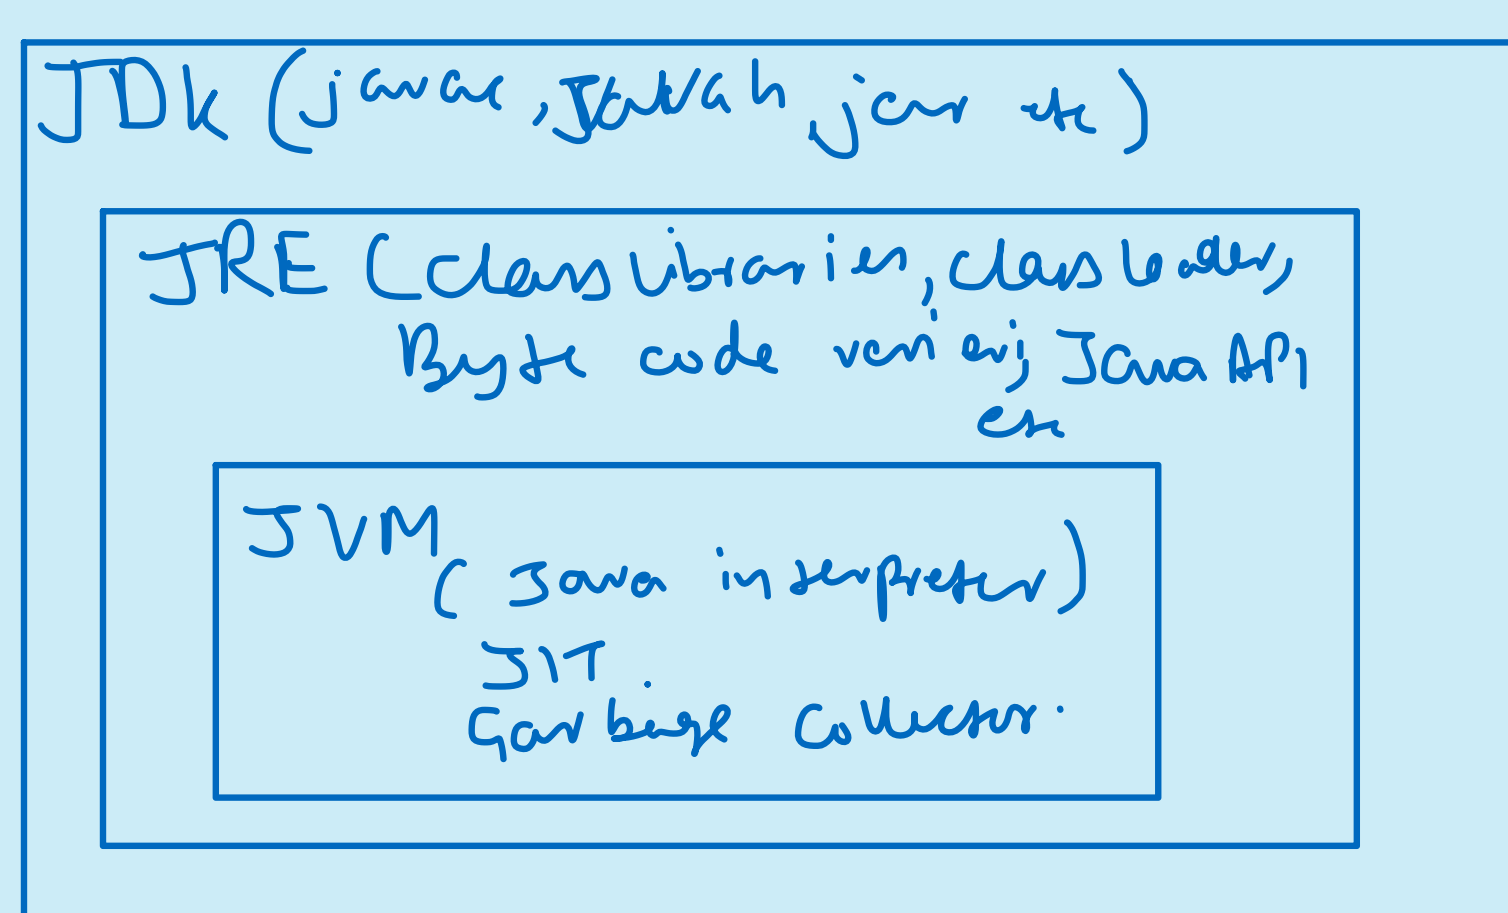 JDK (javac, Javah, jar etc)
JRE (class libraries, class loader,
Byte code verifier, Java API
etc
JVM
(Java interpreter)
JIT.
Garbage collector.